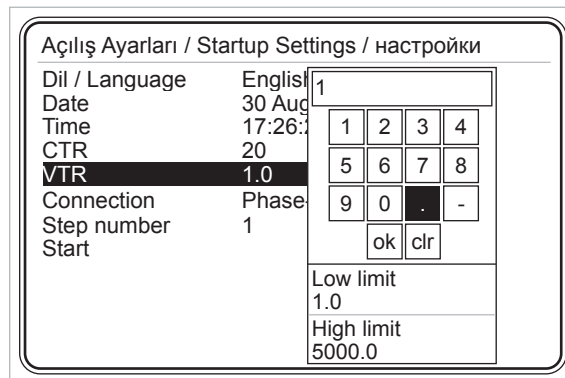 Açılış Ayarları / Startup Settings / настройки
Dil / Language
Date 30 Aug
Time 17:26:
CTR 20
VTR 1.0
Connection Phase-
Step number 1
Start
1
1 2 3 4
5 6 7 8
9 0 . -
ok clr
Low limit
1.0
High limit
5000.0